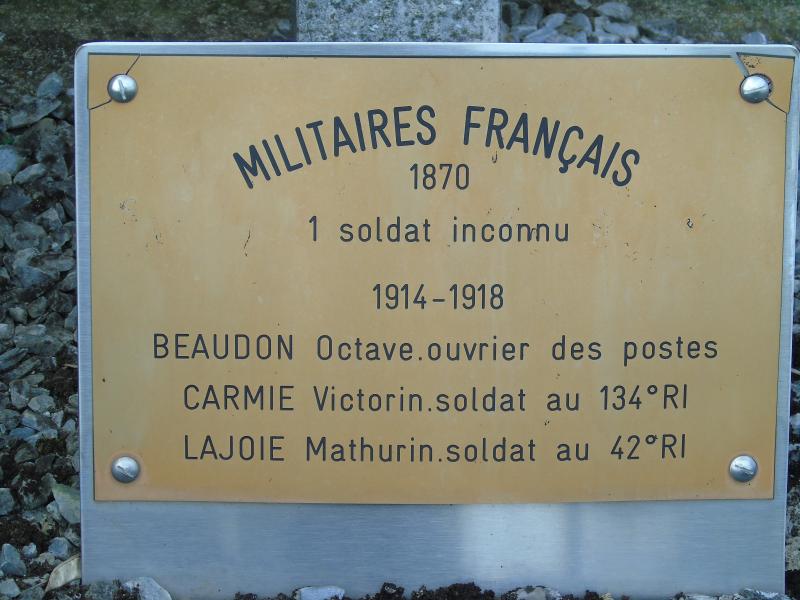 MILITAIRES FRANÇAIS
1870
1 soldat inconnu
1914-1918
BEAUDON Octave.ouvrier des postes
CARMIE Victorin.soldat au 134°RI
LAJOIE Mathurin.soldat au 42°RI